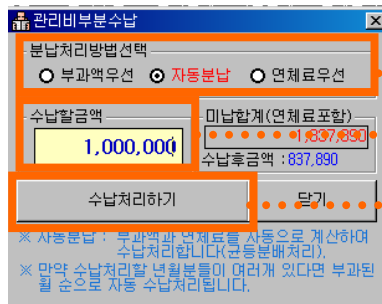 관리비부분수납
분납처리방법선택
부과액우선 자동분납 연체료우선
수납할금액
미납합계(연체료포함)
1,000,000
1,837,890
수납후금액 :837,890
수납처리하기
닫기
※ 자동분납 : 부과액과 연체료를 자동으로 계산하여
수납처리합니다(균등분배처리).
※ 만약 수납처리할 년월분들이 여러개 있다면 부과된
월 순으로 자동 수납처리됩니다.